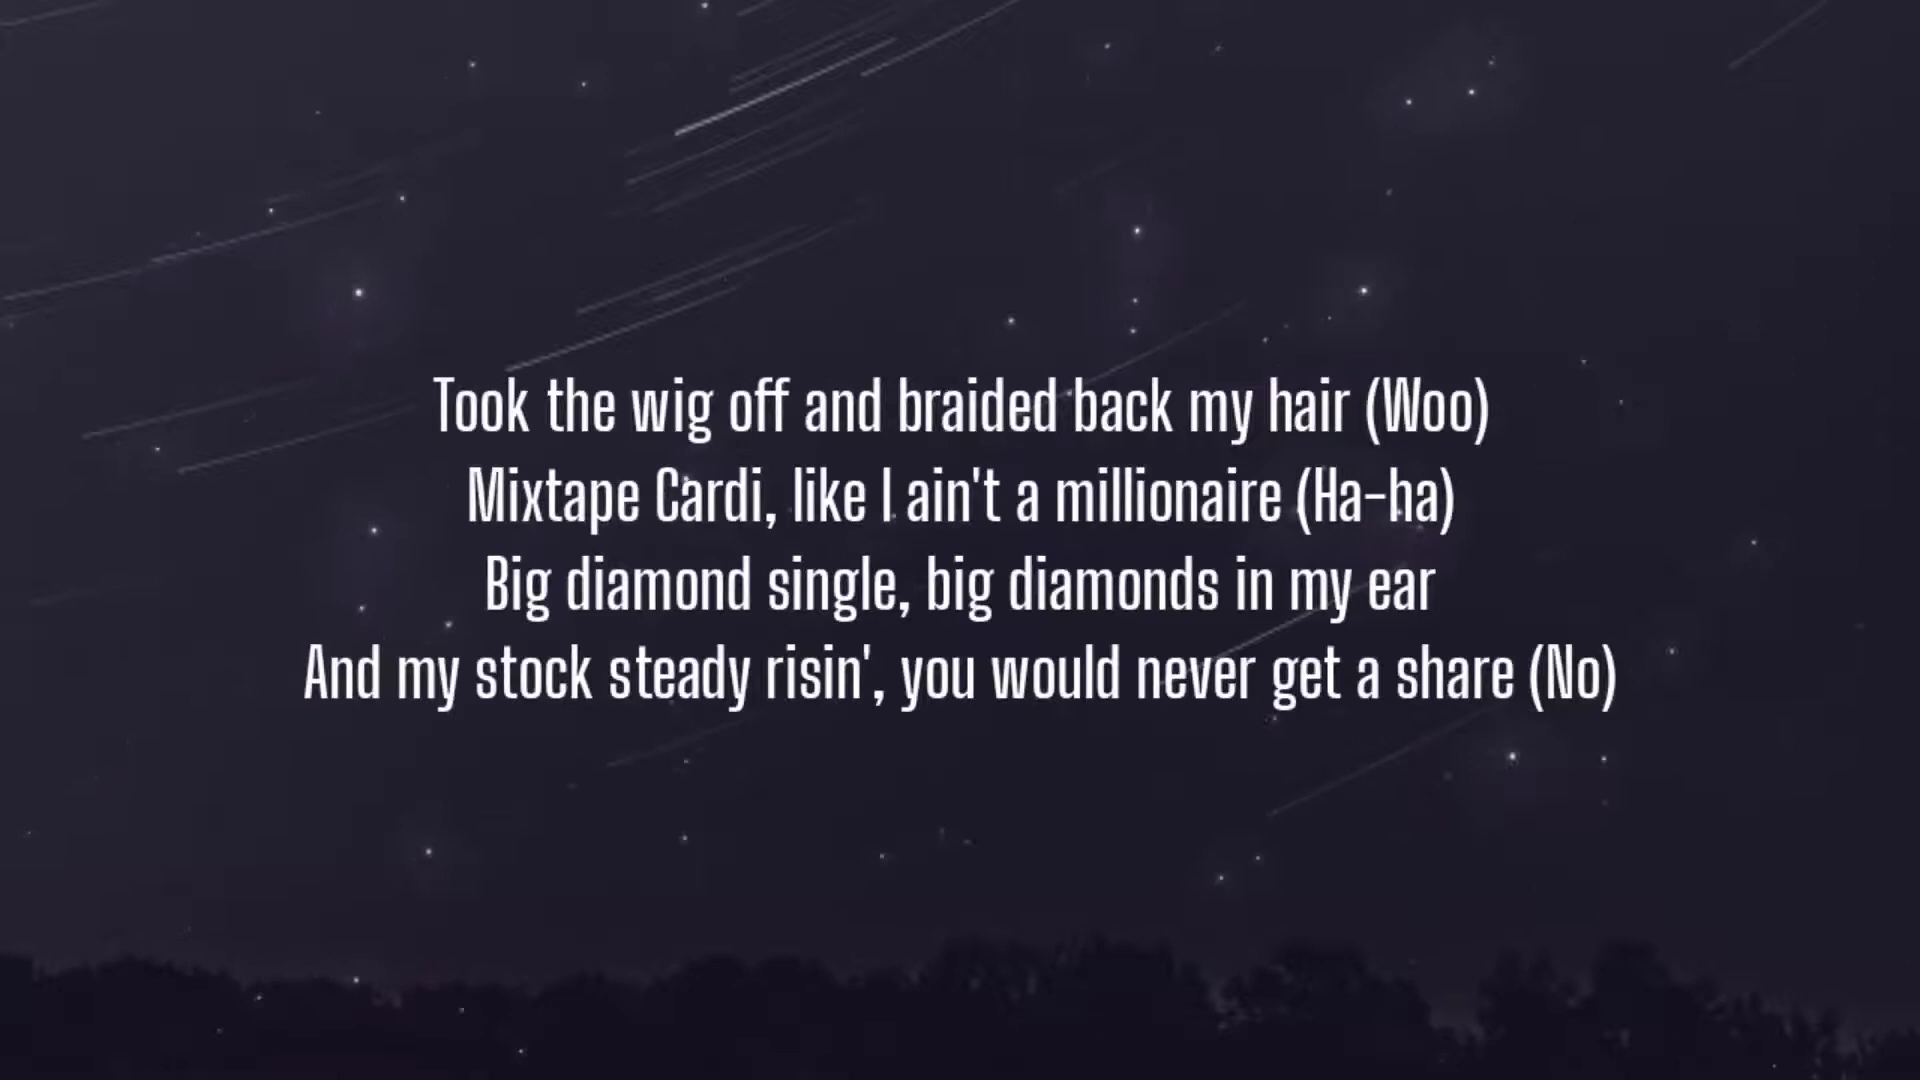 Took the wig off and braided back my hair (Woo)
Mixtape Cardi, like I ain't a millionaire (Ha-ha)
Big diamond single, big diamonds in my ear
And my stock steady risin', you would never get a share (No)